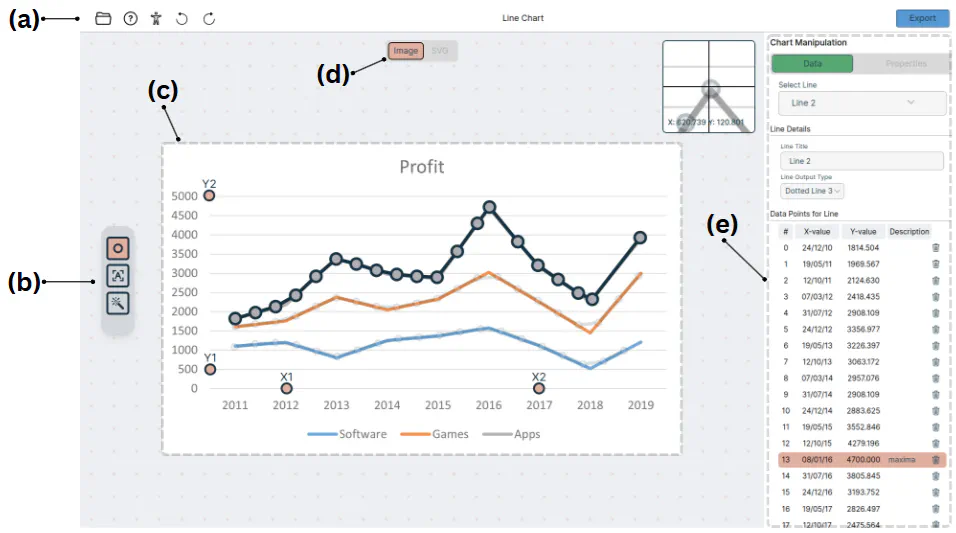 (a)
Line Chart
Export
(b)
(c)
(d)
(e)
Image SVG
X: 620.739 Y: 120.801
Profit
Y2
5000
4500
4000
3500
3000
2500
2000
1500
1000
500
0
Y1
X1
X2
2011 2012 2013 2014 2015 2016 2017 2018 2019
Software Games Apps
Chart Manipulation
Data Properties
Select Line
Line 2
Line Details
Line Title
Line 2
Line Output Type
Dotted Line 3
Data Points for Line
# X-value Y-value Description
0 24/12/10 1814.504
1 19/05/11 1969.567
2 12/10/11 2124.630
3 07/03/12 2418.435
4 31/07/12 2908.109
5 24/12/12 3356.977
6 19/05/13 3226.397
7 12/10/13 3063.172
8 07/03/14 2957.076
9 31/07/14 2908.109
10 24/12/14 2883.625
11 19/05/15 3552.846
12 12/10/15 4279.196
13 08/01/16 4700.000 maxima
14 31/07/16 3805.845
15 24/12/16 3193.752
16 19/05/17 2826.497
17 12/10/17 2475.564